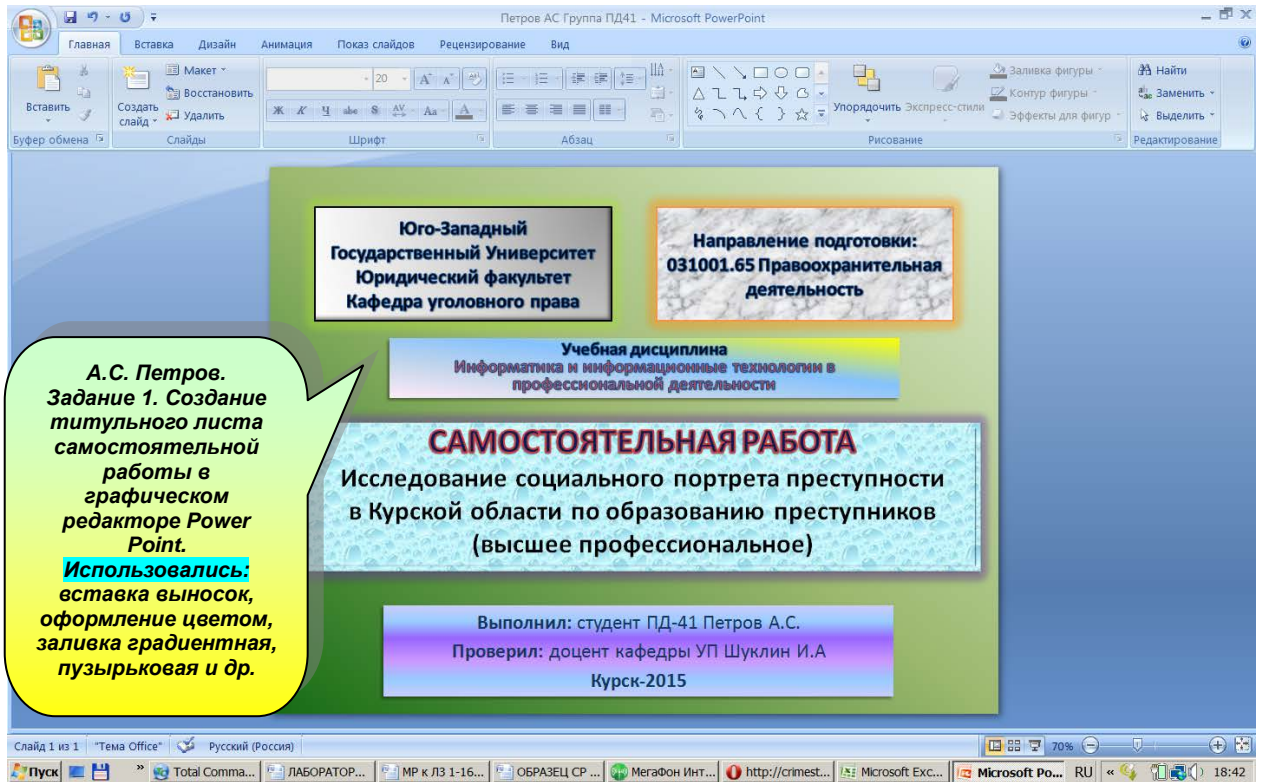 Петров АС Группа ПД41 - Microsoft PowerPoint
Главная Вставка Дизайн Анимация Показ слайдов Рецензирование Вид
Вставить
Создать слайд
Макет
Восстановить
Удалить
20
Ж К Ч abe S AV Aa A
Упорядочить Экспресс-стили
Заливка фигуры
Контур фигуры
Эффекты для фигур
Найти
Заменить
Выделить
Буфер обмена Слайды Шрифт Абзац Рисование Редактирование
Юго-Западный
Государственный Университет
Юридический факультет
Кафедра уголовного права
Направление подготовки:
031001.65 Правоохранительная
деятельность
Учебная дисциплина
Информатика и информационные технологии в
профессиональной деятельности
А.С. Петров.
Задание 1. Создание
титульного листа
самостоятельной
работы в
графическом
редакторе Power
Point.
Использовались:
вставка выносок,
оформление цветом,
заливка градиентная,
пузырьковая и др.
САМОСТОЯТЕЛЬНАЯ РАБОТА
Исследование социального портрета преступности
в Курской области по образованию преступников
(высшее профессиональное)
Выполнил: студент ПД-41 Петров А.С.
Проверил: доцент кафедры УП Шуклин И.А
Курск-2015
Слайд 1 из 1 "Тема Office" Русский (Россия) 70%
Пуск » Total Comma... ЛАБОРАТОР... МР к ЛЗ 1-16... ОБРАЗЕЦ СР ... МегаФон Инт... http://crimest... Microsoft Exc... Microsoft Po... RU « 18:42